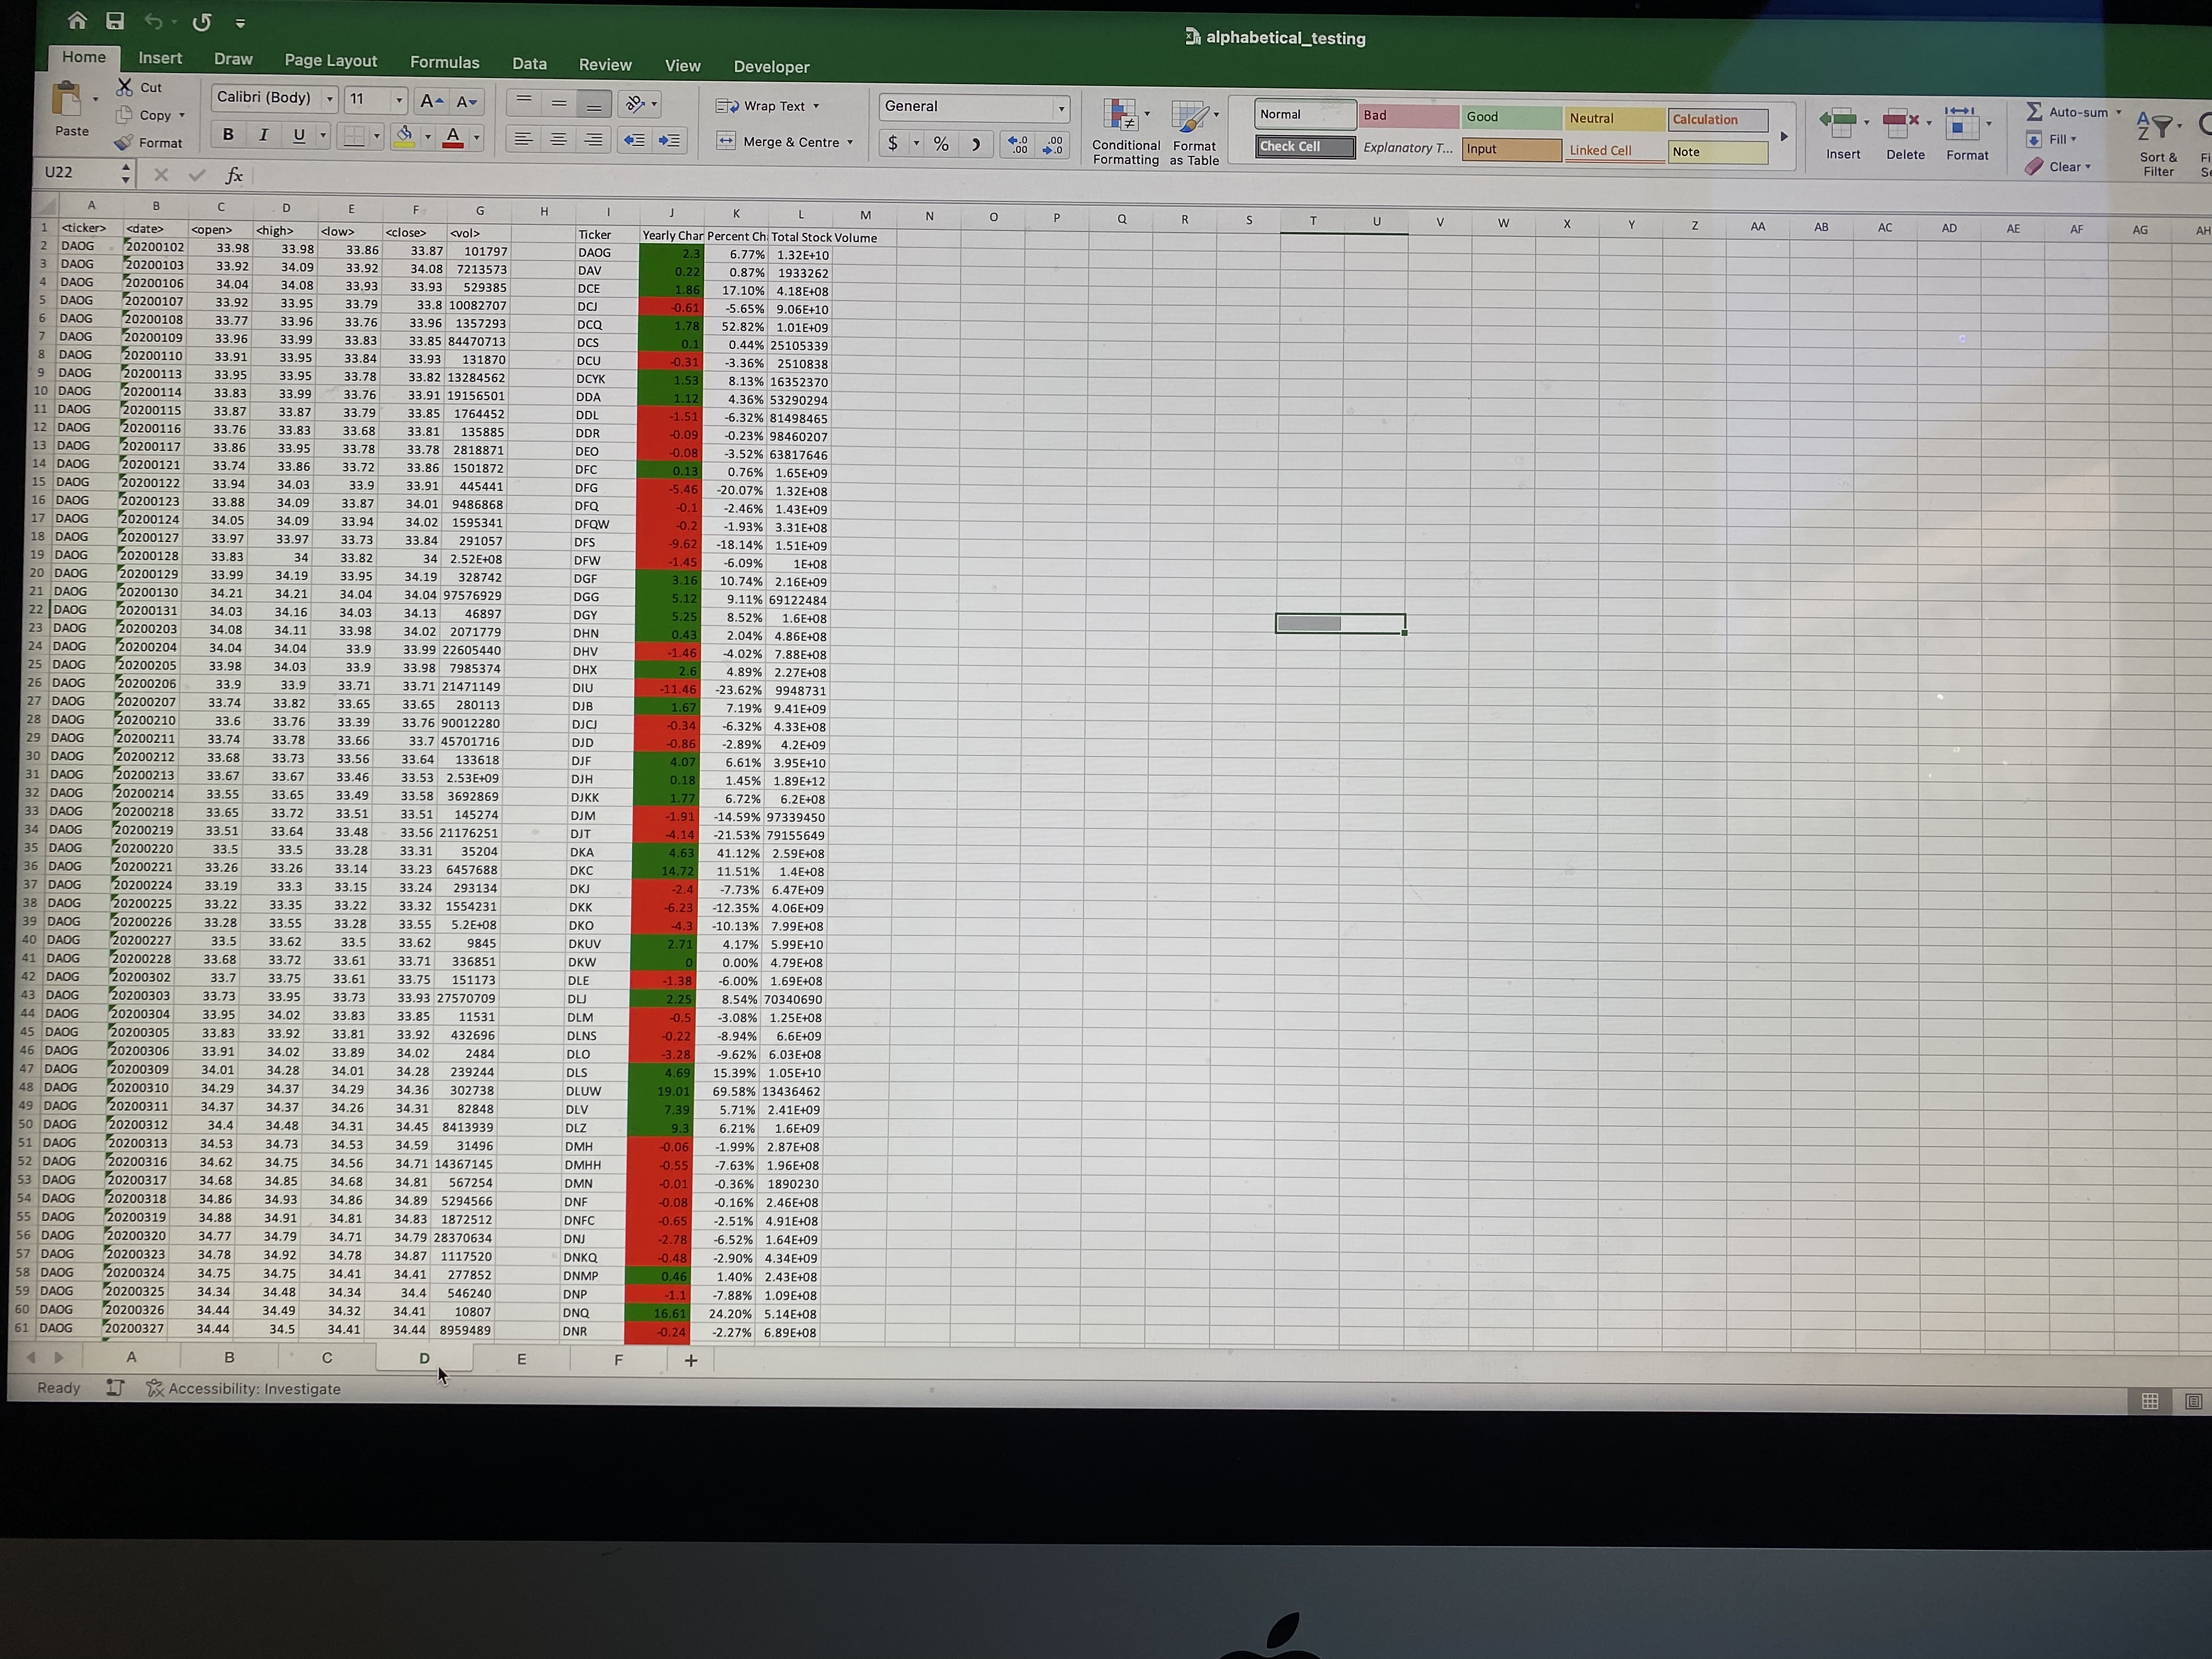 alphabetical_testing
Home Insert Draw Page Layout Formulas Data Review View Developer
Paste Cut Calibri (Body) 11 A A Wrap Text General Normal Bad Good Neutral Calculation Auto-sum
Copy Conditional Formatting Format as Table Check Cell Explanatory T... Input Linked Cell Note Insert Delete Format Fill Sort & Filter
Format B I U A Merge & Centre $ % Clear
U22 fx
A B C D E F G H I J K L M N O P Q R S T U V W X Y Z AA AB AC AD AE AF AG AH
1 <ticker> <date> <open> <high> <low> <close> <vol> Ticker Yearly Char Percent Ch Total Stock Volume
2 DAOG 20200102 33.98 33.98 33.86 33.87 101797 DAOG 2.3 6.77% 1.32E+10
3 DAOG 20200103 33.92 34.09 33.92 34.08 7213573 DAV 0.22 0.87% 1933262
4 DAOG 20200106 34.04 34.08 33.93 33.93 529385 DCE 1.86 17.10% 4.18E+08
5 DAOG 20200107 33.92 33.95 33.79 33.8 10082707 DCJ -0.61 -5.65% 9.06E+10
6 DAOG 20200108 33.77 33.96 33.76 33.96 1357293 DCQ 1.78 52.82% 1.01E+09
7 DAOG 20200109 33.96 33.99 33.83 33.85 84470713 DCS 0.1 0.44% 25105339
8 DAOG 20200110 33.91 33.95 33.84 33.93 131870 DCU -0.31 -3.36% 2510838
9 DAOG 20200113 33.95 33.95 33.78 33.82 13284562 DCYK 1.53 8.13% 16352370
10 DAOG 20200114 33.83 33.99 33.76 33.91 19156501 DDA 1.12 4.36% 53290294
11 DAOG 20200115 33.87 33.87 33.79 33.85 1764452 DDL -1.51 -6.32% 81498465
12 DAOG 20200116 33.76 33.83 33.68 33.81 135885 DDR -0.09 -0.23% 98460207
13 DAOG 20200117 33.86 33.95 33.78 33.78 2818871 DEO -0.08 -3.52% 63817646
14 DAOG 20200121 33.74 33.86 33.72 33.86 1501872 DFC 0.13 0.76% 1.65E+09
15 DAOG 20200122 33.94 34.03 33.9 33.91 445441 DFG -5.46 -20.07% 1.32E+08
16 DAOG 20200123 33.88 34.09 33.87 34.01 9486868 DFQ -0.1 -2.46% 1.43E+09
17 DAOG 20200124 34.05 34.09 33.94 34.02 1595341 DFQW -0.2 -1.93% 3.31E+08
18 DAOG 20200127 33.97 33.97 33.73 33.84 291057 DFS -9.62 -18.14% 1.51E+09
19 DAOG 20200128 33.83 34 33.82 34 2.52E+08 DFW -1.45 -6.09% 1E+08
20 DAOG 20200129 33.99 34.19 33.95 34.19 328742 DGF 3.16 10.74% 2.16E+09
21 DAOG 20200130 34.21 34.21 34.04 34.04 97576929 DGG 5.12 9.11% 69122484
22 DAOG 20200131 34.03 34.16 34.03 34.13 46897 DGY 5.25 8.52% 1.6E+08
23 DAOG 20200203 34.08 34.11 33.98 34.02 2071779 DHN 0.43 2.04% 4.86E+08
24 DAOG 20200204 34.04 34.04 33.9 33.99 22605440 DHV -1.46 -4.02% 7.88E+08
25 DAOG 20200205 33.98 34.03 33.9 33.98 7985374 DHX 2.6 4.89% 2.27E+08
26 DAOG 20200206 33.9 33.9 33.71 33.71 21471149 DIU -11.46 -23.62% 9948731
27 DAOG 20200207 33.74 33.82 33.65 33.65 280113 DJB 1.67 7.19% 9.41E+09
28 DAOG 20200210 33.6 33.76 33.39 33.76 90012280 DJCJ -0.34 -6.32% 4.33E+08
29 DAOG 20200211 33.74 33.78 33.66 33.7 45701716 DJD -0.86 -2.89% 4.2E+09
30 DAOG 20200212 33.68 33.73 33.56 33.64 133618 DJF 4.07 6.61% 3.95E+10
31 DAOG 20200213 33.67 33.67 33.46 33.53 2.53E+09 DJH 0.18 1.45% 1.89E+12
32 DAOG 20200214 33.55 33.65 33.49 33.58 3692869 DJKK 1.77 6.72% 6.2E+08
33 DAOG 20200218 33.65 33.72 33.51 33.51 145274 DJM -1.91 -14.59% 97339450
34 DAOG 20200219 33.51 33.64 33.48 33.56 21176251 DJT -4.14 -21.53% 79155649
35 DAOG 20200220 33.5 33.5 33.28 33.31 35204 DKA 4.63 41.12% 2.59E+08
36 DAOG 20200221 33.26 33.26 33.14 33.23 6457688 DKC 14.72 11.51% 1.4E+08
37 DAOG 20200224 33.19 33.3 33.15 33.24 293134 DKJ -2.4 -7.73% 6.47E+09
38 DAOG 20200225 33.22 33.35 33.22 33.32 1554231 DKK -6.23 -12.35% 4.06E+09
39 DAOG 20200226 33.28 33.55 33.28 33.55 5.2E+08 DKO -4.3 -10.13% 7.99E+08
40 DAOG 20200227 33.5 33.62 33.5 33.62 9845 DKUV 2.71 4.17% 5.99E+10
41 DAOG 20200228 33.68 33.72 33.61 33.71 336851 DKW 0 0.00% 4.79E+08
42 DAOG 20200302 33.7 33.75 33.61 33.75 151173 DLE -1.38 -6.00% 1.69E+08
43 DAOG 20200303 33.73 33.95 33.73 33.93 27570709 DLJ 2.25 8.54% 70340690
44 DAOG 20200304 33.95 34.02 33.83 33.85 11531 DLM -0.5 -3.08% 1.25E+08
45 DAOG 20200305 33.83 33.92 33.81 33.92 432696 DLNS -0.22 -8.94% 6.6E+09
46 DAOG 20200306 33.91 34.02 33.89 34.02 2484 DLO -3.28 -9.62% 6.03E+08
47 DAOG 20200309 34.01 34.28 34.01 34.28 239244 DLS 4.69 15.39% 1.05E+10
48 DAOG 20200310 34.29 34.37 34.29 34.36 302738 DLUW 19.01 69.58% 13436462
49 DAOG 20200311 34.37 34.37 34.26 34.31 82848 DLV 7.39 5.71% 2.41E+09
50 DAOG 20200312 34.4 34.48 34.31 34.45 8413939 DLZ 9.3 6.21% 1.6E+09
51 DAOG 20200313 34.53 34.73 34.53 34.59 31496 DMH -0.06 -1.99% 2.87E+08
52 DAOG 20200316 34.62 34.75 34.56 34.71 14367145 DMHH -0.55 -7.63% 1.96E+08
53 DAOG 20200317 34.68 34.85 34.68 34.81 567254 DMN -0.01 -0.36% 1890230
54 DAOG 20200318 34.86 34.93 34.86 34.89 5294566 DNF -0.08 -0.16% 2.46E+08
55 DAOG 20200319 34.88 34.91 34.81 34.83 1872512 DNFC -0.65 -2.51% 4.91E+08
56 DAOG 20200320 34.77 34.79 34.71 34.79 28370634 DNJ -2.78 -6.52% 1.64E+09
57 DAOG 20200323 34.78 34.92 34.78 34.87 1117520 DNKQ -0.48 -2.90% 4.34E+09
58 DAOG 20200324 34.75 34.75 34.41 34.41 277852 DNMP 0.46 1.40% 2.43E+08
59 DAOG 20200325 34.34 34.48 34.34 34.4 546240 DNP -1.1 -7.88% 1.09E+08
60 DAOG 20200326 34.44 34.49 34.32 34.41 10807 DNQ 16.61 24.20% 5.14E+08
61 DAOG 20200327 34.44 34.5 34.41 34.44 8959489 DNR -0.24 -2.27% 6.89E+08
A B C D E F +
Ready Accessibility: Investigate